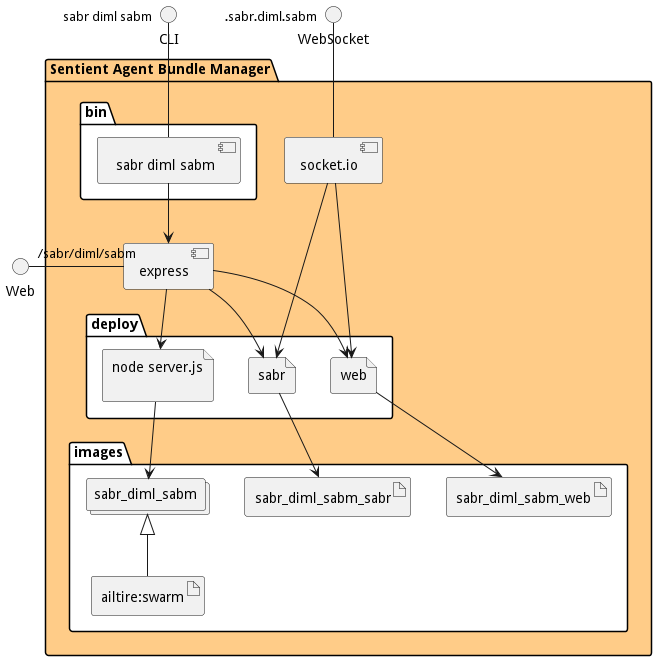 sabr diml sabm
.sabr.diml.sabm
CLI
WebSocket
Sentient Agent Bundle Manager
bin
sabr diml sabm
socket.io
/sabr/diml/sabm
express
Web
deploy
node server.js
sabr
web
images
sabr_diml_sabm
sabr_diml_sabm_sabr
sabr_diml_sabm_web
ailtire:swarm